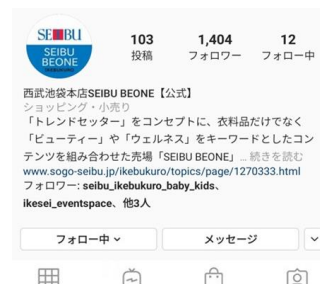 SEIBU
SEIBU
BEONE
103
1,404
12
投稿
フォロワー
フォロー中
西武池袋本店SEIBU BEONE【公式】
ショッピング・小売り
「トレンドセッター」をコンセプトに、衣料品だけでなく
「ビューティー」や「ウェルネス」をキーワードとしたコン
テンツを組み合わせた売場「SEIBU BEONE」... 続きを読む
www.sogo-seibu.jp/ikebukuro/topics/page/1270333.html
フォロワー: seibu_ikebukuro_baby_kids、
ikesei_eventspace、他3人
フォロー中
メッセージ